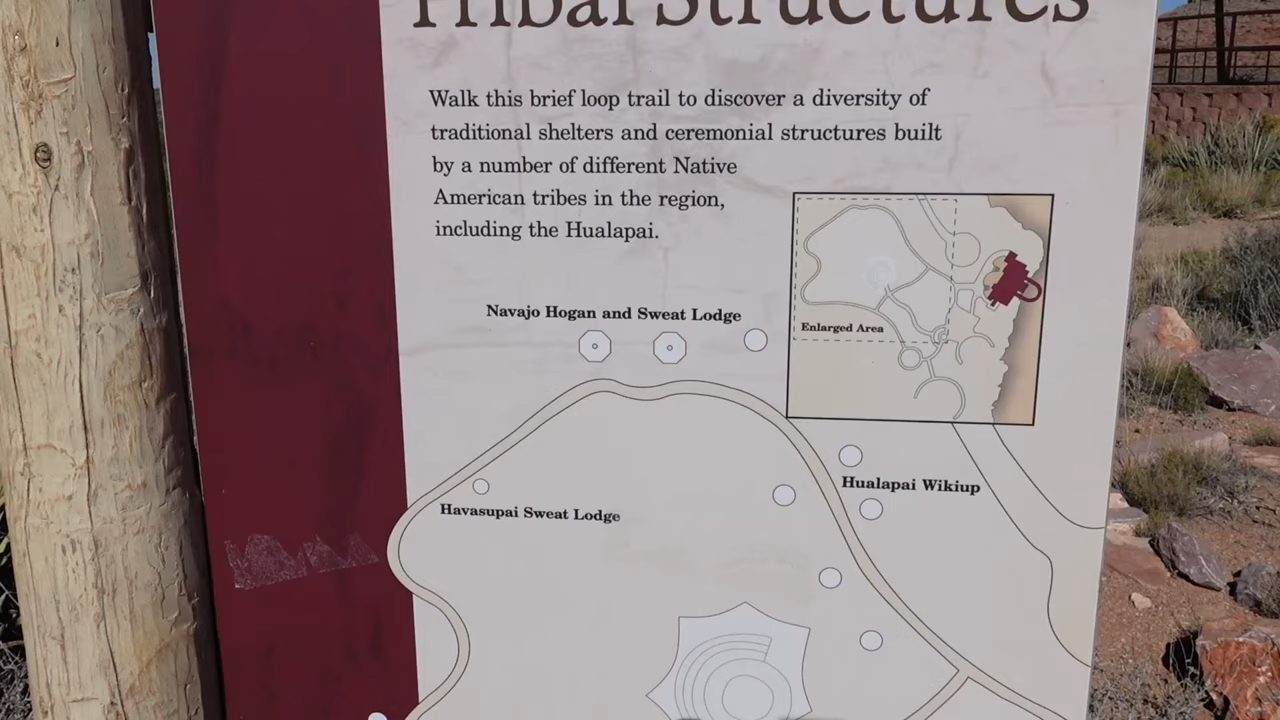 Tribal Structures
Walk this brief loop trail to discover a diversity of
traditional shelters and ceremonial structures built
by a number of different Native
American tribes in the region,
including the Hualapai.
Enlarged Area
Navajo Hogan and Sweat Lodge
Hualapai Wikiup
Havasupai Sweat Lodge